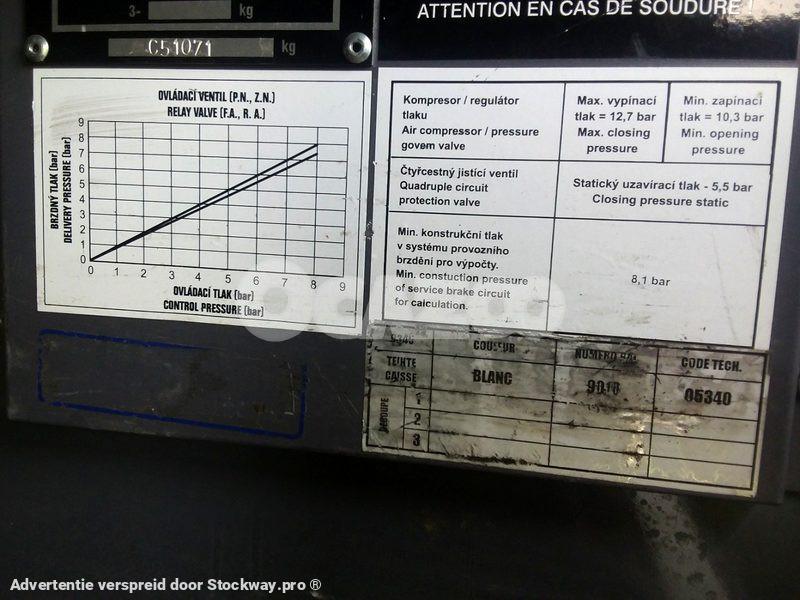 ATTENTION EN CAS DE SOUDURE !
3- kg
C51071 kg
OVLÁDACÍ VENTIL (P.N., Z.N.)
RELAY VALVE (F.A., R. A.)
BRZDNÝ TLAK (bar)
DELIVERY PRESSURE (bar)
9
8
7
6
5
4
3
2
1
0
0 1 2 3 4 5 6 7 8 9
OVLÁDACÍ TLAK (bar)
CONTROL PRESSURE (bar)
Kompresor / regulátor
tlaku
Air compressor / pressure
govern valve
Max. vypínací
tlak = 12,7 bar
Max. closing
pressure
Min. zapínací
tlak = 10,3 bar
Min. opening
pressure
Čtyřcestný jistící ventil
Quadruple circuit
protection valve
Statický uzavírací tlak - 5,5 bar
Closing pressure static
Min. konstrukční tlak
v systému provozního
brzdění pro výpočty.
Min. constuction pressure
of service brake circuit
for calculation.
8,1 bar
9340 COULEUR NUMERO RAL CODE TECH.
TEINTE
CAISSE
BLANC 9010 05340
DECOUPE
1
2
3
Advertentie verspreid door Stockway.pro ®